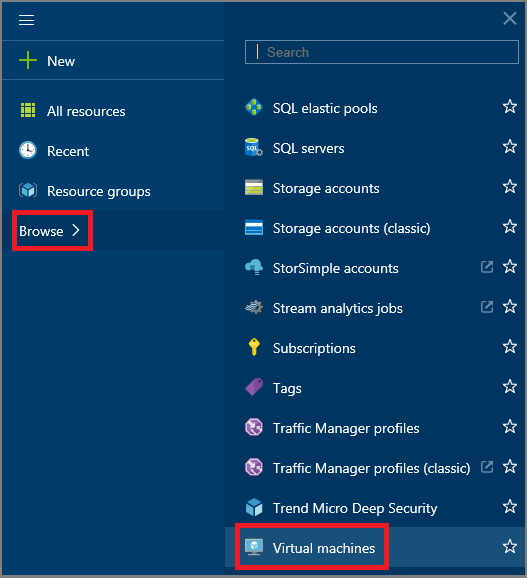 New
All resources
Recent
Resource groups
Browse
Search
SQL elastic pools
SQL
SQL servers
Storage accounts
Storage accounts (classic)
StorSimple accounts
Stream analytics jobs
Subscriptions
Tags
Traffic Manager profiles
Traffic Manager profiles (classic)
Trend Micro Deep Security
Virtual machines